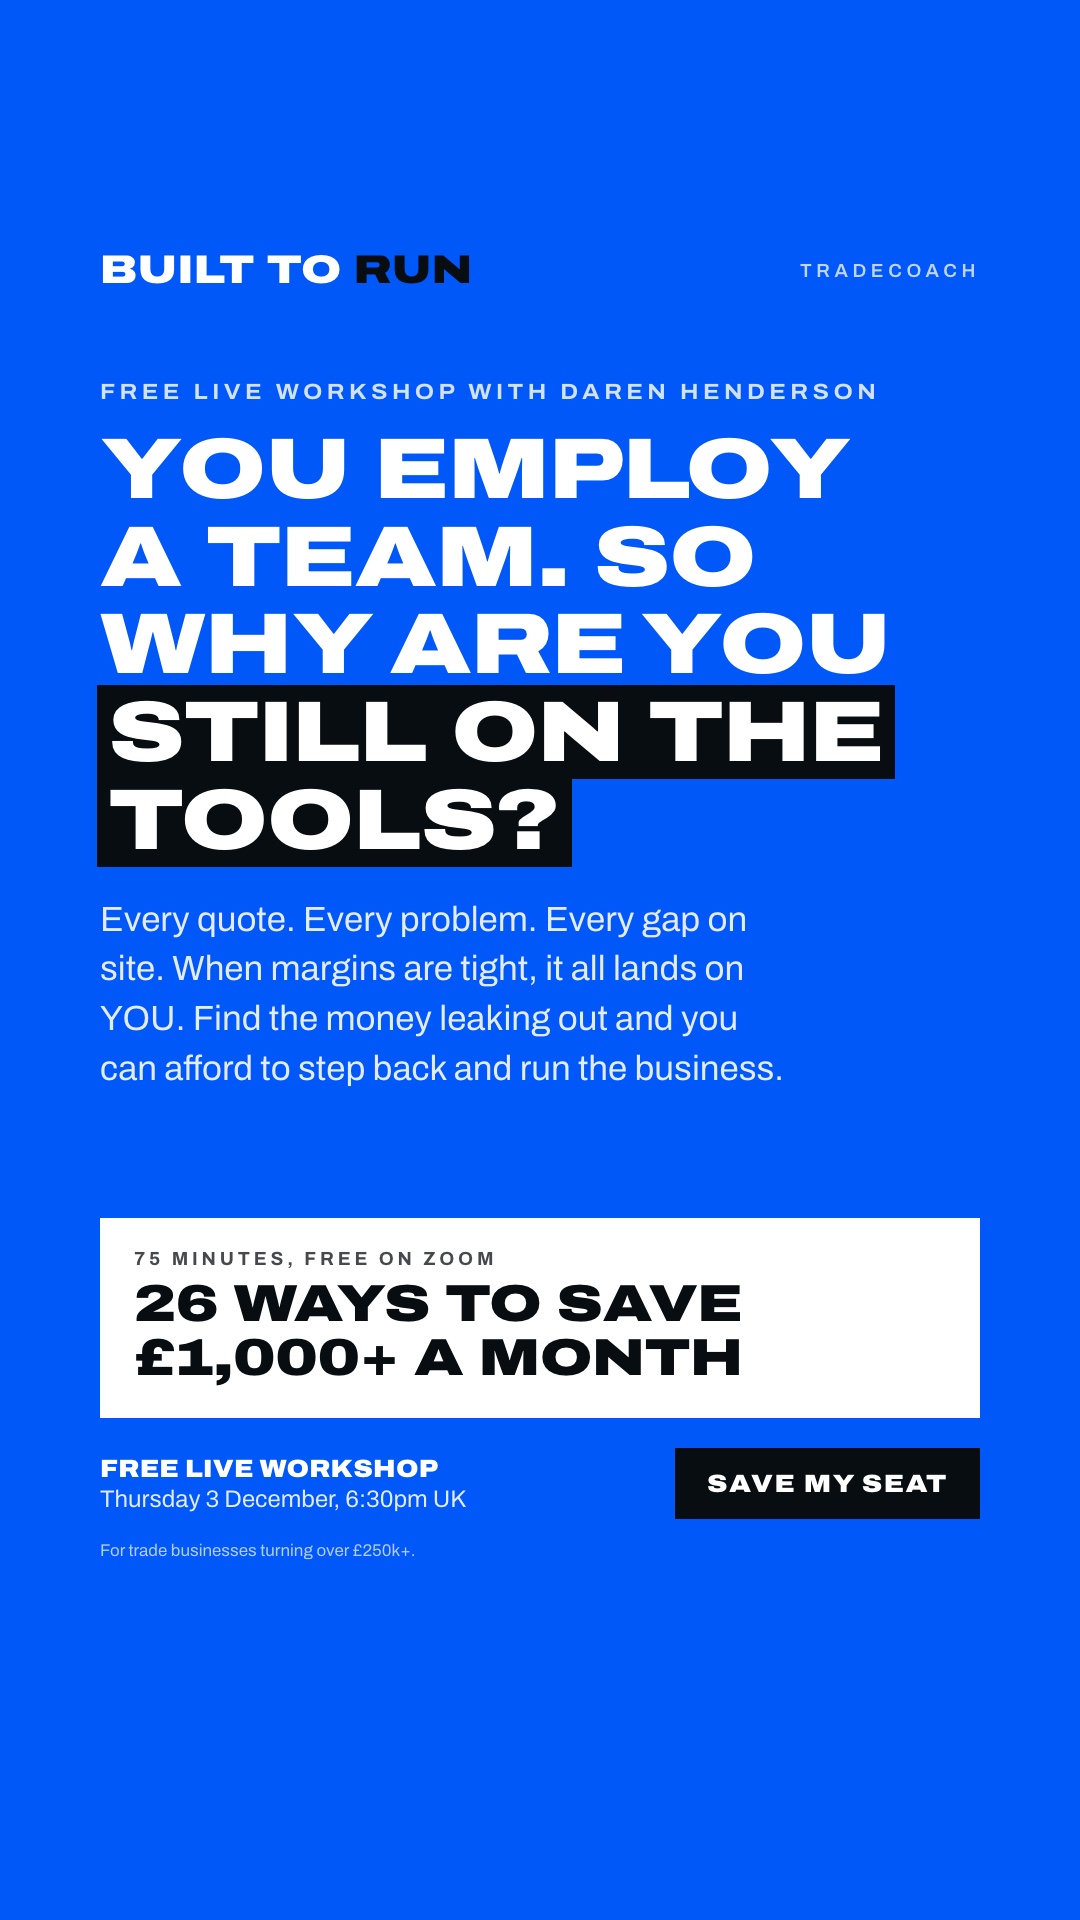 BUILT TO RUN
TRADECOACH
FREE LIVE WORKSHOP WITH DAREN HENDERSON
YOU EMPLOY
A TEAM. SO
WHY ARE YOU
STILL ON THE
TOOLS?
Every quote. Every problem. Every gap on
site. When margins are tight, it all lands on
YOU. Find the money leaking out and you
can afford to step back and run the business.
75 MINUTES, FREE ON ZOOM
26 WAYS TO SAVE
£1,000+ A MONTH
FREE LIVE WORKSHOP
Thursday 3 December, 6:30pm UK
SAVE MY SEAT
For trade businesses turning over £250k+.